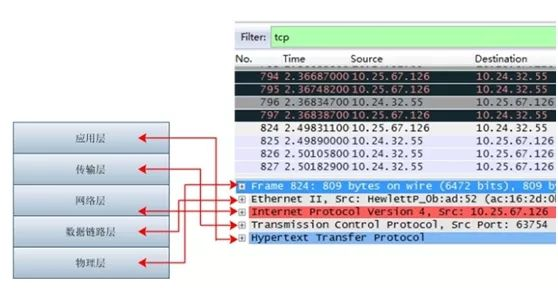 Filter: tcp
No. Time Source Destination
794 2.36687000 10.25.67.126 10.24.32.55
795 2.36748200 10.25.67.126 10.24.32.55
796 2.36834700 10.24.32.55 10.25.67.126
797 2.36838700 10.25.67.126 10.24.32.55
824 2.49831100 10.25.67.126 10.24.32.55
825 2.49890000 10.24.32.55 10.25.67.126
826 2.50105800 10.24.32.55 10.25.67.126
827 2.50182900 10.24.32.55 10.25.67.126
应用层
传输层
网络层
数据链路层
物理层
Frame 824: 809 bytes on wire (6472 bits), 809
Ethernet II, Src: HewlettP_0b:ad:52 (ac:16:2d:0b
Internet Protocol Version 4, Src: 10.25.67.126
Transmission Control Protocol, Src Port: 63754
Hypertext Transfer Protocol